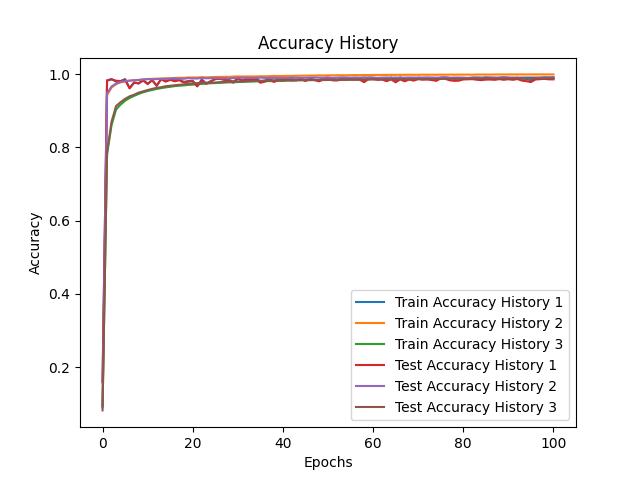 Accuracy History
1.0
0.8
0.6
0.4
0.2
Accuracy
Train Accuracy History 1
Train Accuracy History 2
Train Accuracy History 3
Test Accuracy History 1
Test Accuracy History 2
Test Accuracy History 3
0 20 40 60 80 100
Epochs